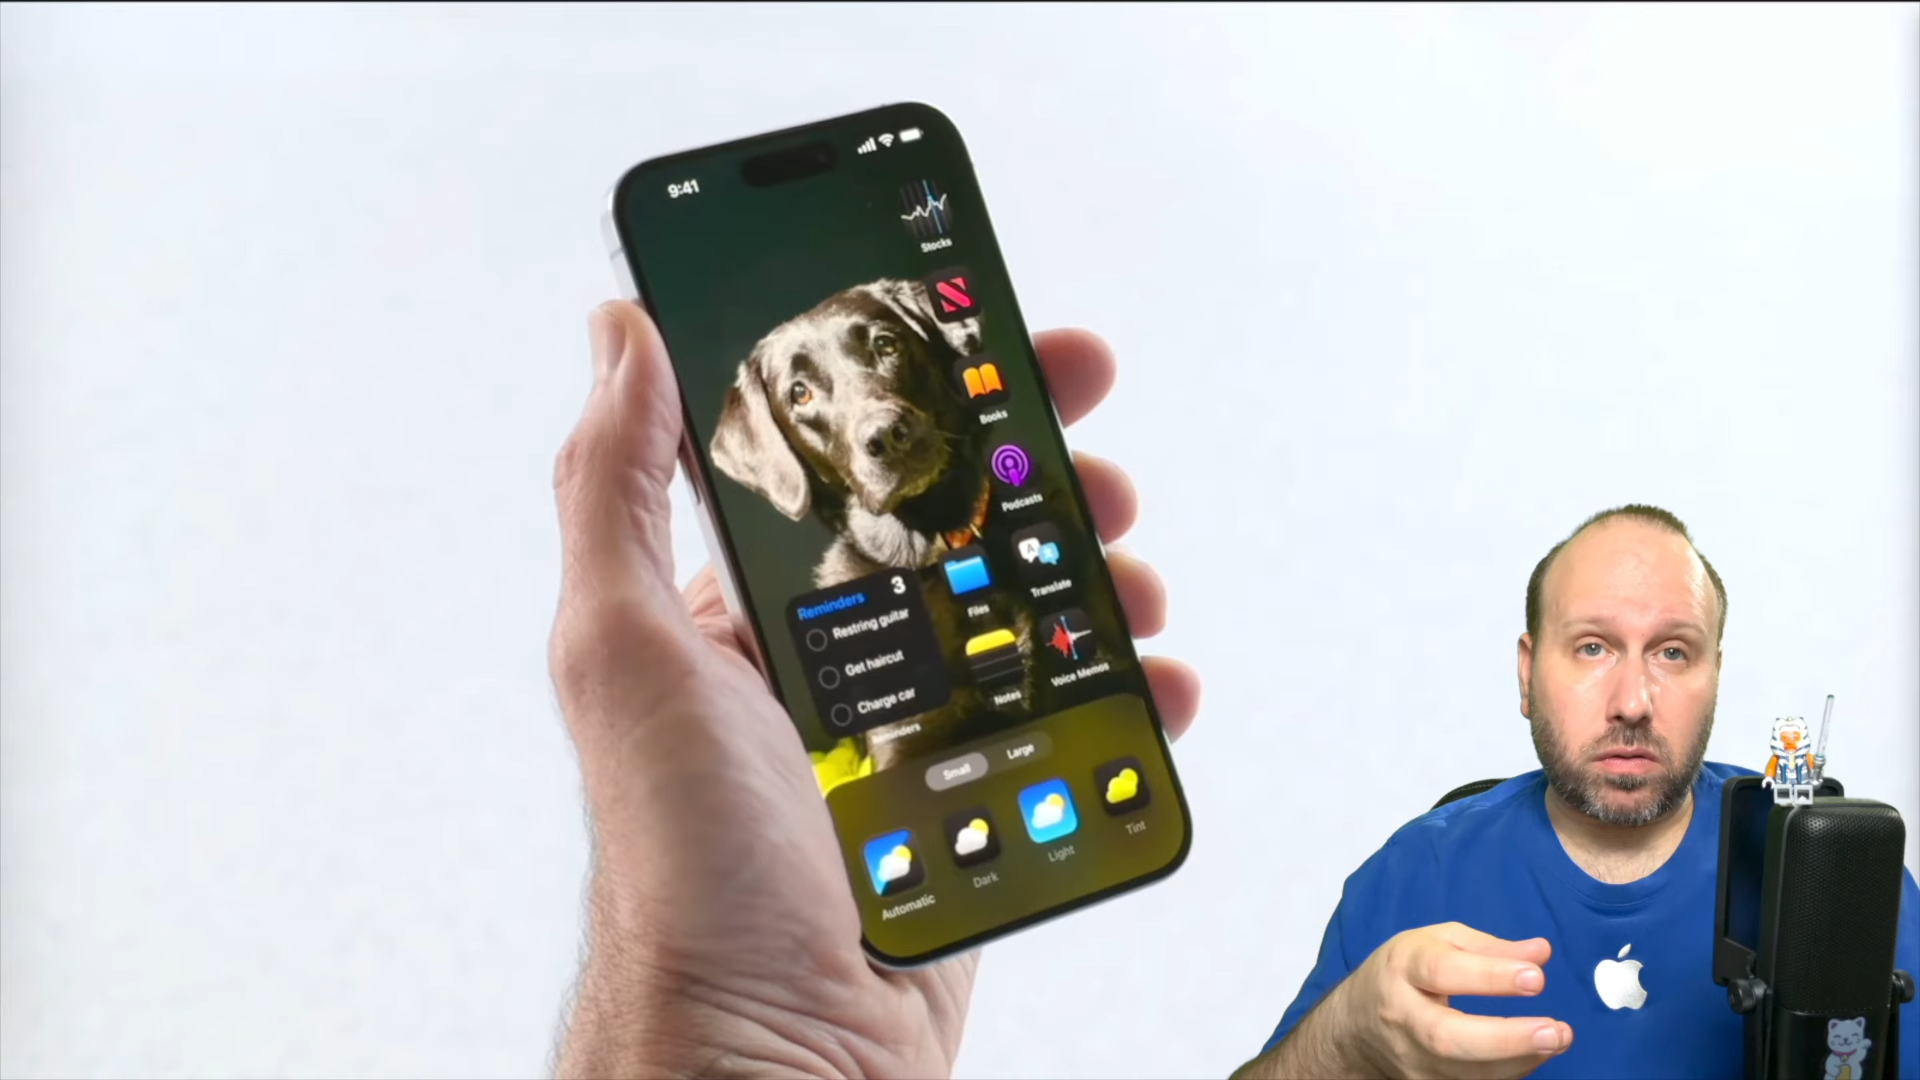 9:41
Stocks
Books
Podcasts
Translate
Files
Reminders 3
Restring guitar
Get haircut
Charge car
Reminders
Notes
Voice Memos
Small
Large
Automatic
Dark
Light
Tint